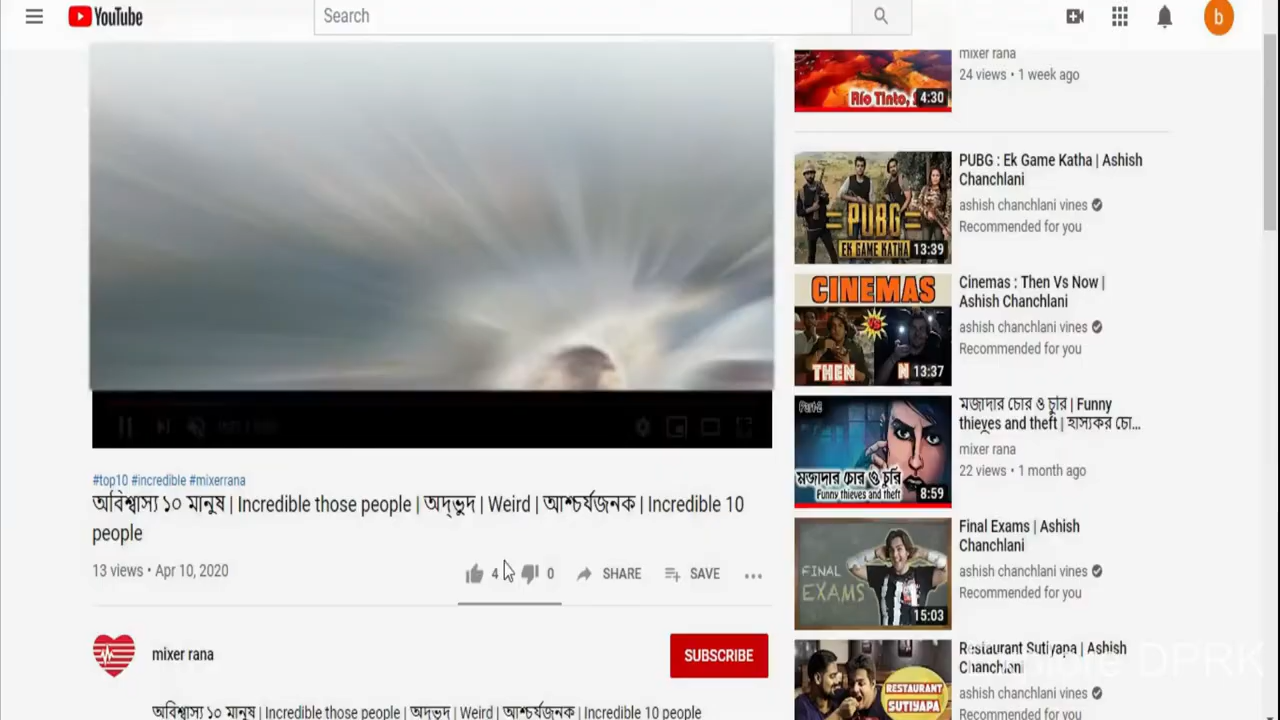 YouTube
Search
b
#top10 #incredible #mixerrana
অবিশ্বাস্য ১০ মানুষ | Incredible those people | অদ্ভুদ | Weird | আশ্চর্যজনক | Incredible 10
people
13 views • Apr 10, 2020
4
0
SHARE
SAVE
mixer rana
SUBSCRIBE
অবিশ্বাস্য ১০ মানুষ | Incredible those people | অদ্ভুদ | Weird | আশ্চর্যজনক | Incredible 10 people
mixer rana
24 views • 1 week ago
Río Tinto,
4:30
PUBG : Ek Game Katha | Ashish
Chanchlani
ashish chanchlani vines
Recommended for you
PUBG
EK GAME KATHA
13:39
Cinemas : Then Vs Now |
Ashish Chanchlani
ashish chanchlani vines
Recommended for you
CINEMAS
VS
THEN
N
13:37
মজাদার চোর ও চুরি | Funny
thieves and theft | হাস্যকর চো...
mixer rana
22 views • 1 month ago
Part-2
মজাদার চোর ও চুরি
Funny thieves and theft
8:59
Final Exams | Ashish
Chanchlani
ashish chanchlani vines
Recommended for you
FINAL
EXAMS
15:03
Restaurant Sutiyapa | Ashish
Chanchlani
ashish chanchlani vines
Recommended for you
RESTAURANT
SUTIYAPA
DPRK